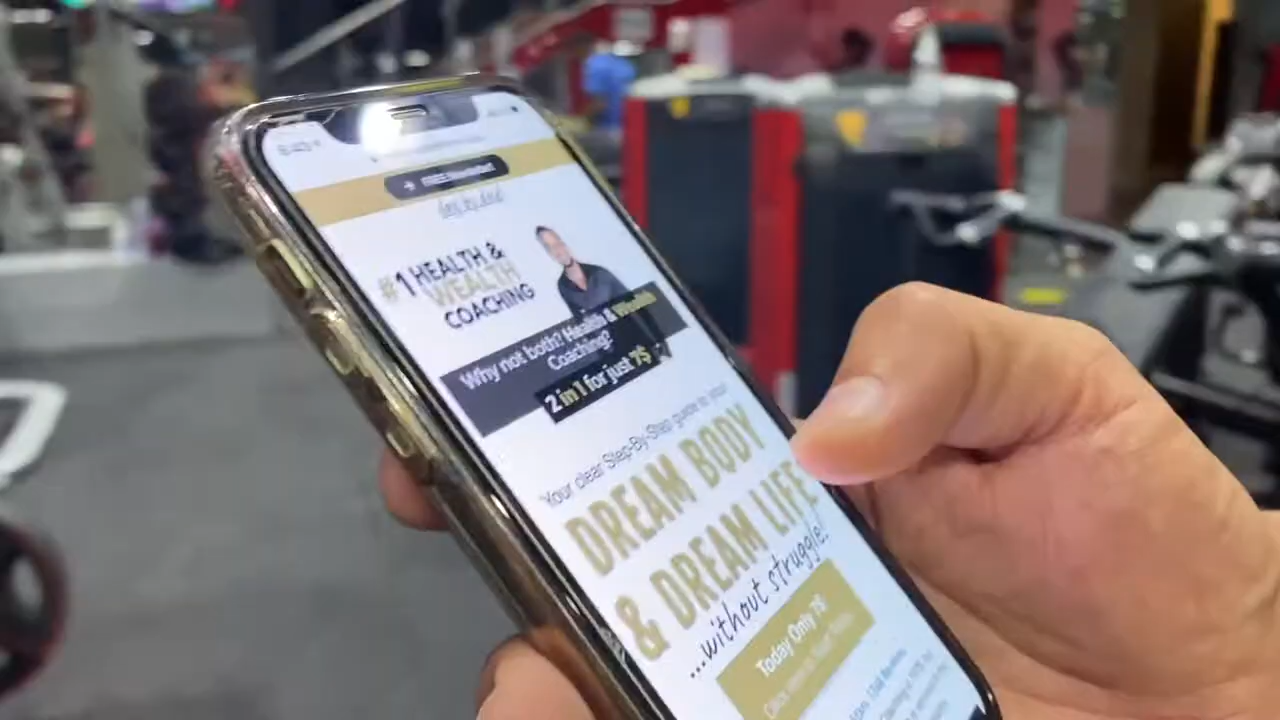 FREE
#1 HEALTH &
WEALTH
COACHING
Why not both? Health & Wealth
Coaching?
2 in 1 for just 7$
Your clear Step-By-Step guide to your
DREAM BODY
& DREAM LIFE
...without struggle!
Today Only 7$